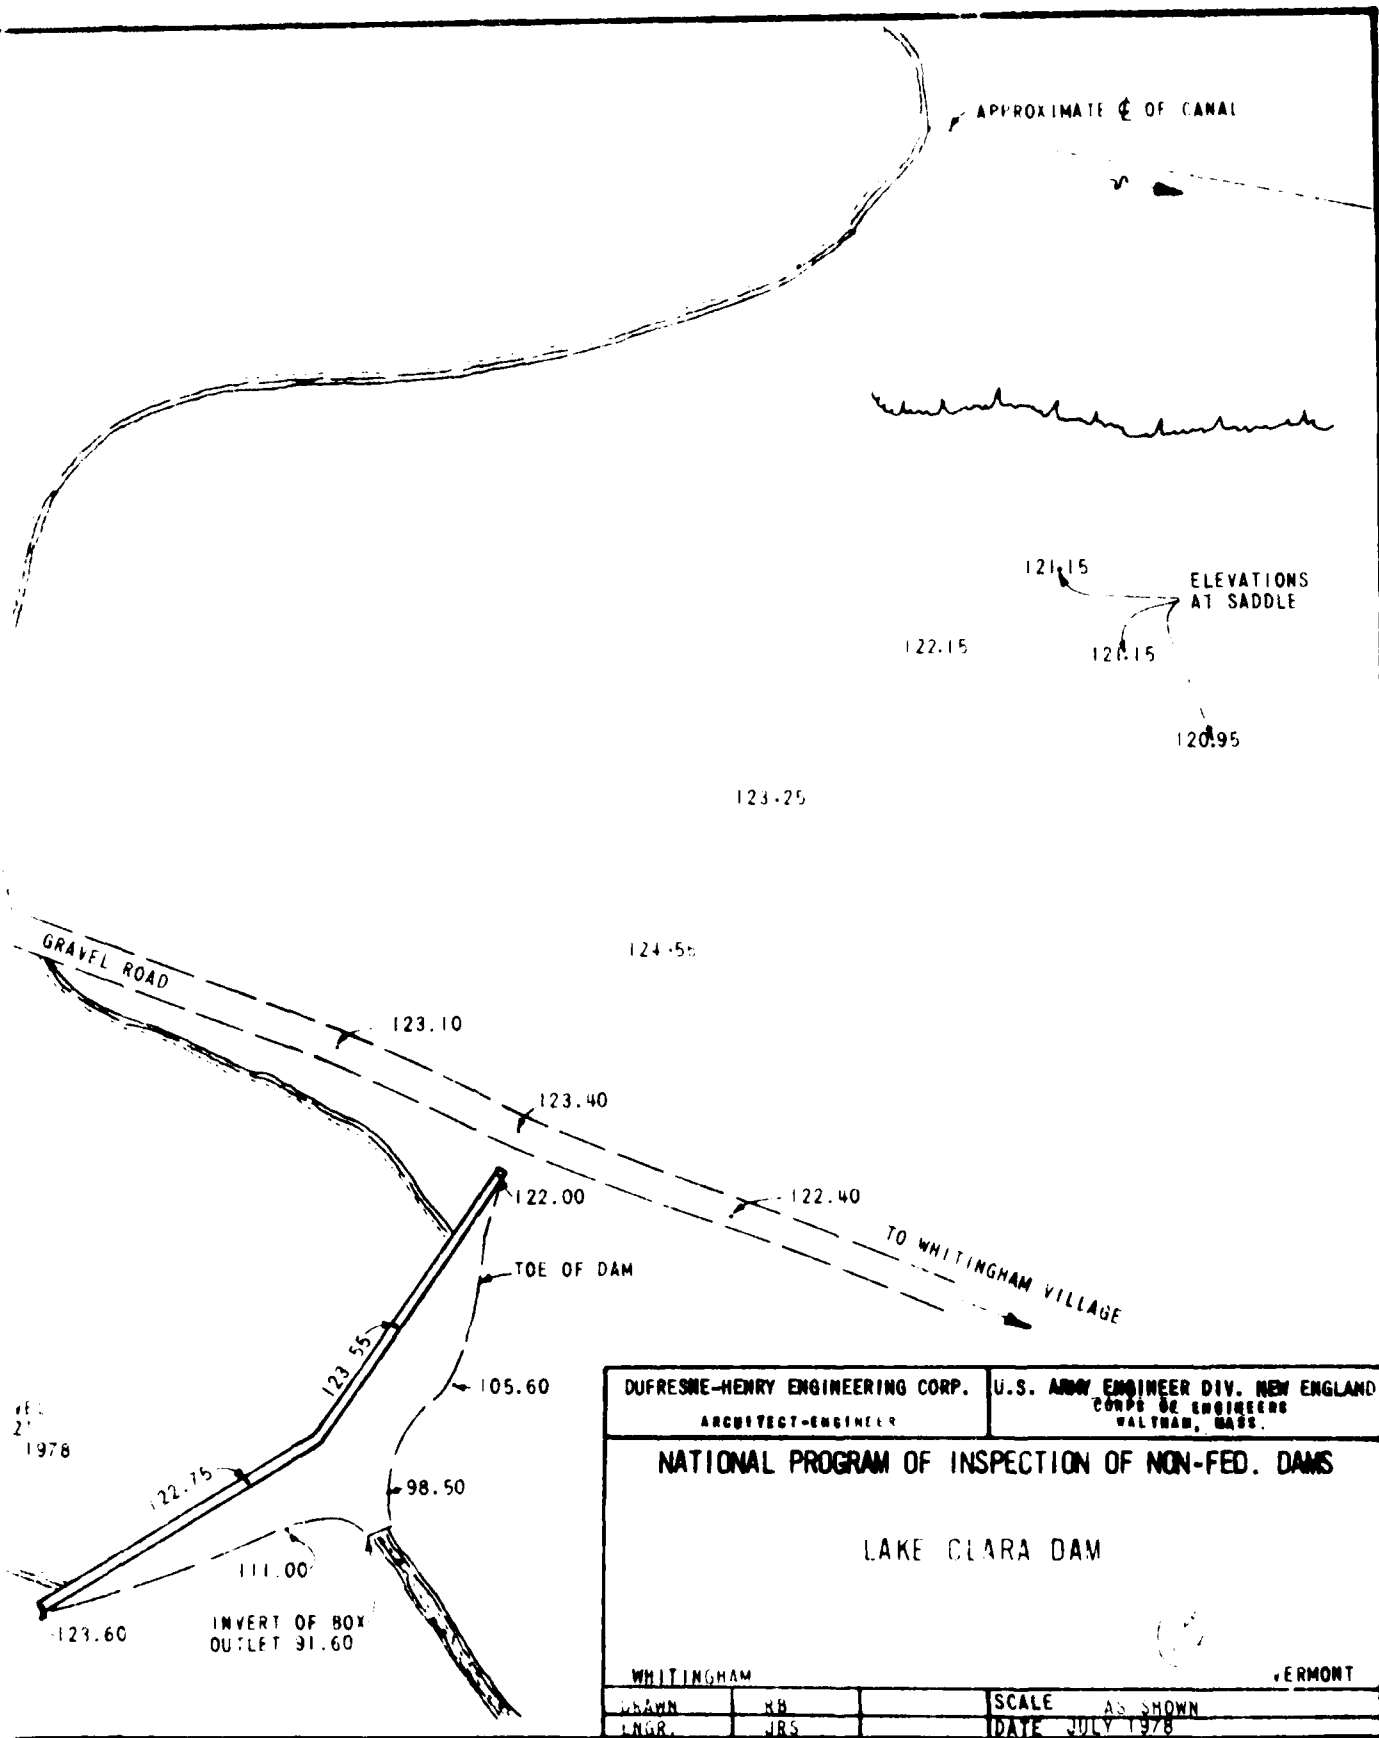 APPROXIMATE ℄ OF CANAL
121.15
ELEVATIONS
AT SADDLE
122.15
121.15
120.95
123.25
GRAVEL ROAD
123.10
123.40
122.00
122.40
TO WHITINGHAM VILLAGE
TOE OF DAM
123.55
105.60
1978
122.75
98.50
111.00
123.60
INVERT OF BOX
OUTLET 91.60
DUFRESNE-HENRY ENGINEERING CORP.
ARCHITECT-ENGINEER
U.S. ARMY ENGINEER DIV. NEW ENGLAND
CORPS OF ENGINEERS
WALTHAM, MASS.
NATIONAL PROGRAM OF INSPECTION OF NON-FED. DAMS
LAKE CLARA DAM
WHITINGHAM
VERMONT
DRAWN RB
SCALE AS SHOWN
ENGR. JRS
DATE JULY 1978